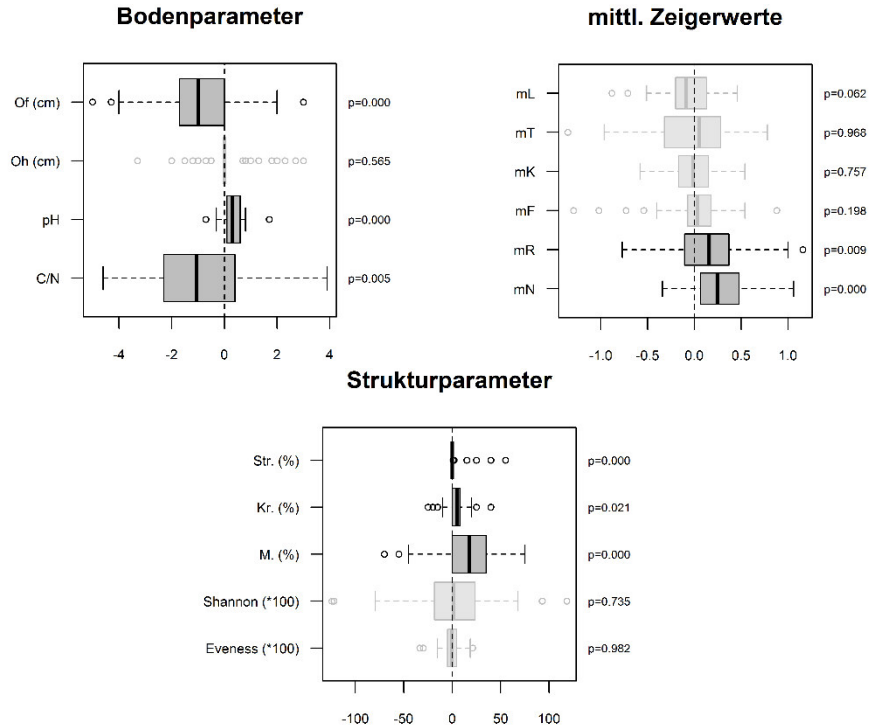 Bodenparameter
Of (cm)
p=0.000
Oh (cm)
p=0.565
pH
p=0.000
C/N
p=0.005
-4 -2 0 2 4
mittl. Zeigerwerte
mL
p=0.062
mT
p=0.968
mK
p=0.757
mF
p=0.198
mR
p=0.009
mN
p=0.000
-1.0 -0.5 0.0 0.5 1.0
Strukturparameter
Str. (%)
p=0.000
Kr. (%)
p=0.021
M. (%)
p=0.000
Shannon (*100)
p=0.735
Eveness (*100)
p=0.982
-100 -50 0 50 100